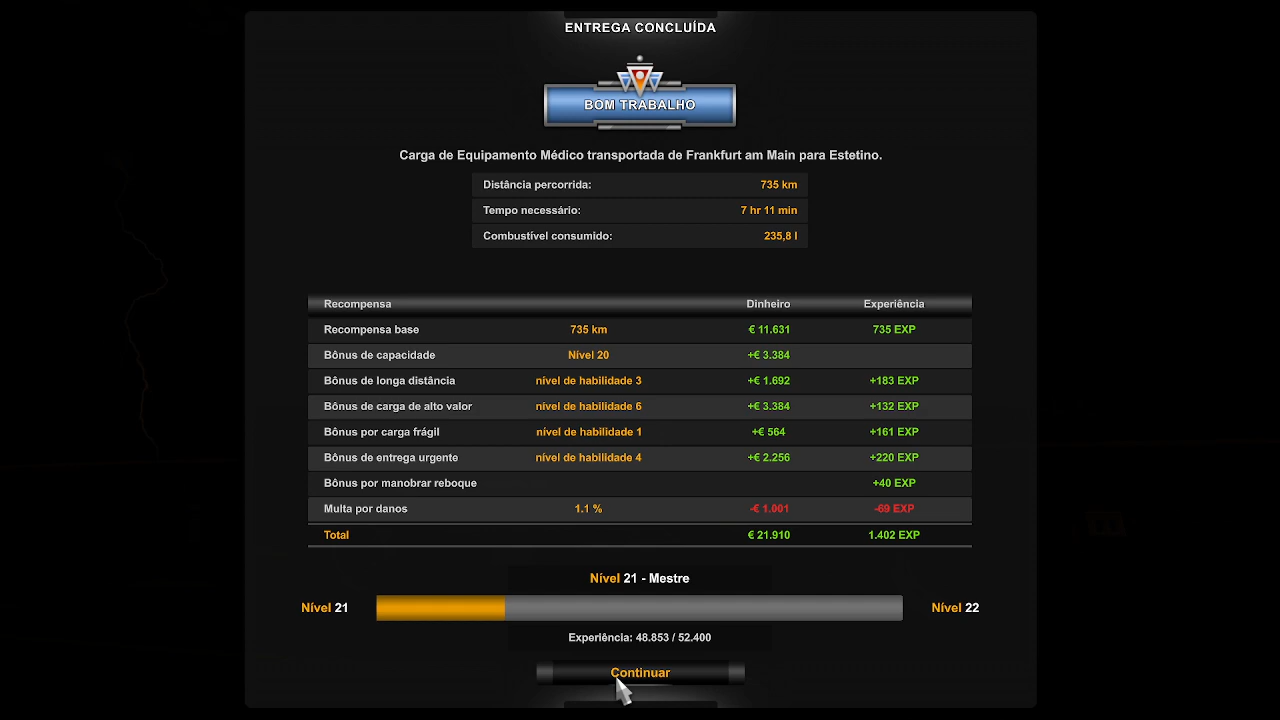 ENTREGA CONCLUÍDA
BOM TRABALHO
Carga de Equipamento Médico transportada de Frankfurt am Main para Estetino.
Distância percorrida: 735 km
Tempo necessário: 7 hr 11 min
Combustível consumido: 235,8 l
Recompensa Dinheiro Experiência
Recompensa base 735 km € 11.631 735 EXP
Bônus de capacidade Nível 20 +€ 3.384
Bônus de longa distância nível de habilidade 3 +€ 1.692 +183 EXP
Bônus de carga de alto valor nível de habilidade 6 +€ 3.384 +132 EXP
Bônus por carga frágil nível de habilidade 1 +€ 564 +161 EXP
Bônus de entrega urgente nível de habilidade 4 +€ 2.256 +220 EXP
Bônus por manobrar reboque +40 EXP
Multa por danos 1.1 % -€ 1.001 -69 EXP
Total € 21.910 1.402 EXP
Nível 21 - Mestre
Nível 21 Nível 22
Experiência: 48.853 / 52.400
Continuar